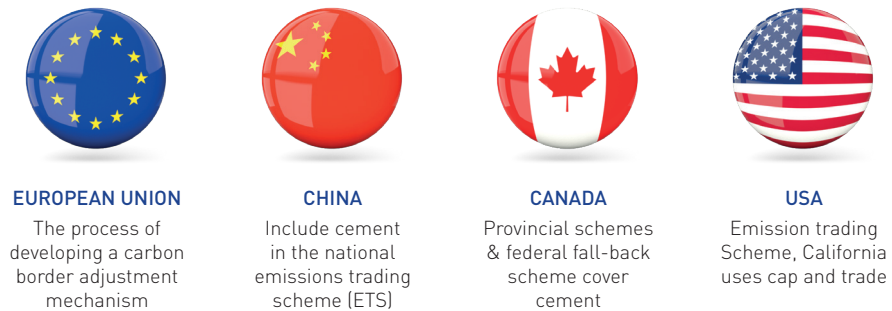 EUROPEAN UNION
The process of
developing a carbon
border adjustment
mechanism
CHINA
Include cement
in the national
emissions trading
scheme (ETS)
CANADA
Provincial schemes
& federal fall-back
scheme cover
cement
USA
Emission trading
Scheme, California
uses cap and trade